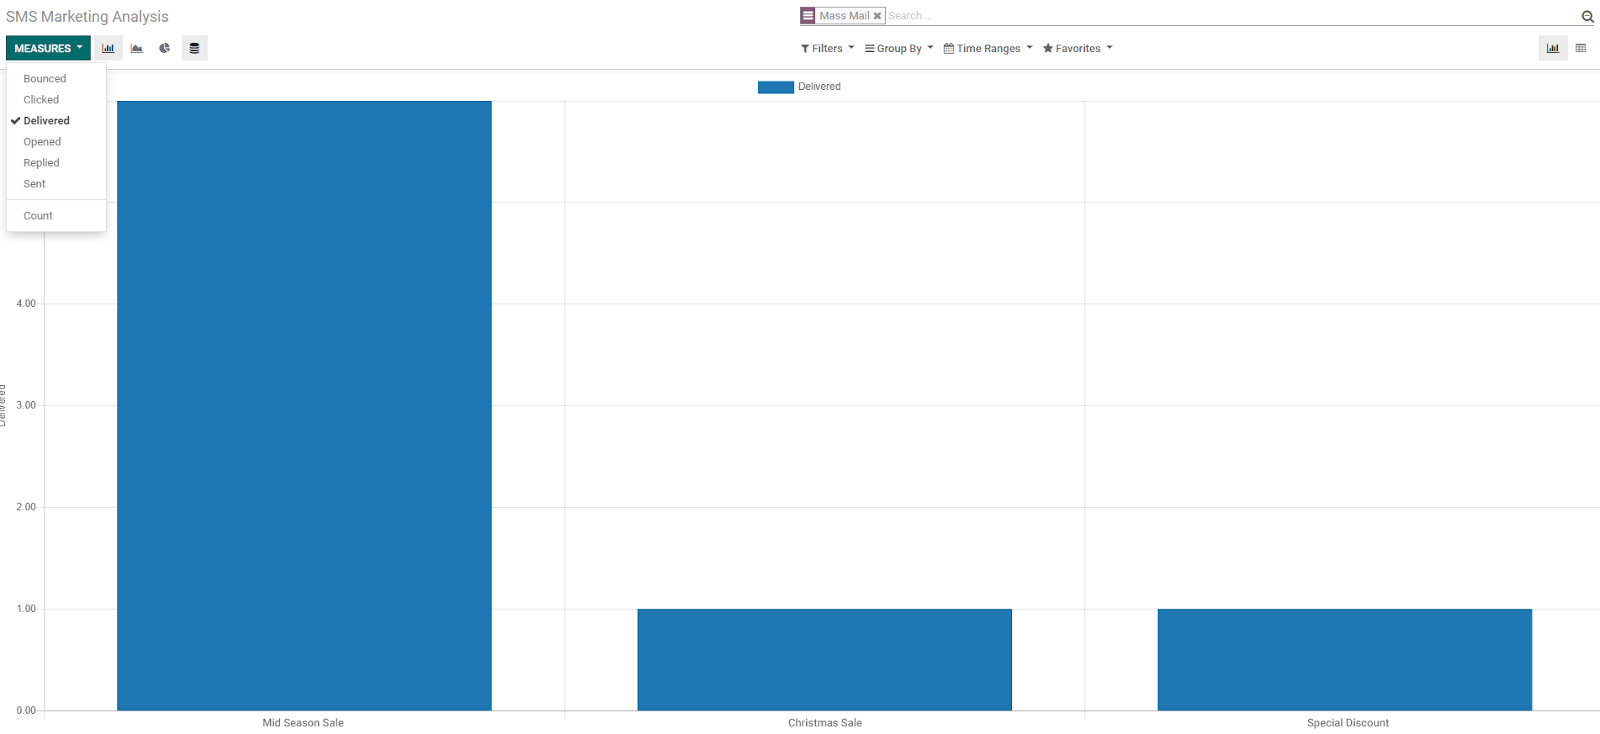 SMS Marketing Analysis
Mass Mail Search...
MEASURES
Filters Group By Time Ranges Favorites
Bounced
Clicked
Delivered
Opened
Replied
Sent
Count
Delivered
4.00
3.00
2.00
1.00
0.00
Delivered
Mid Season Sale Christmas Sale Special Discount